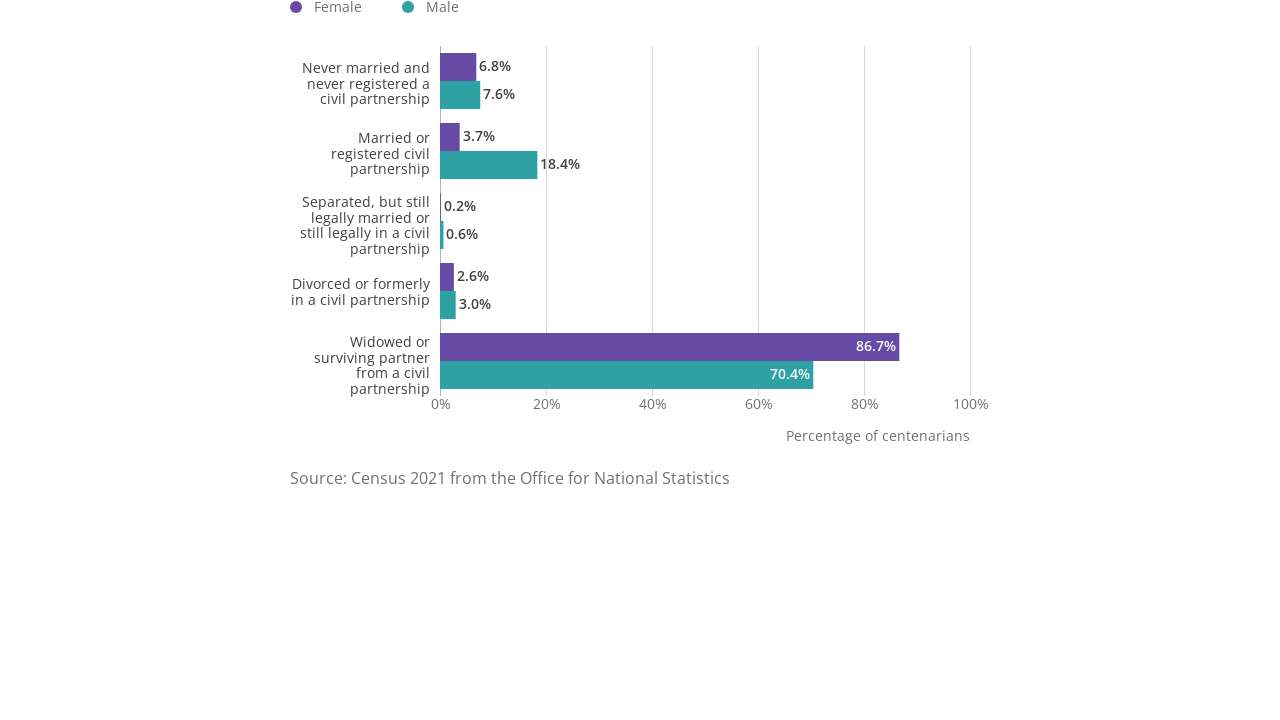 Female
Male
Never married and
never registered a
civil partnership
6.8%
7.6%
Married or
registered civil
partnership
3.7%
18.4%
Separated, but still
legally married or
still legally in a civil
partnership
0.2%
0.6%
Divorced or formerly
in a civil partnership
2.6%
3.0%
Widowed or
surviving partner
from a civil
partnership
86.7%
70.4%
0%
20%
40%
60%
80%
100%
Percentage of centenarians
Source: Census 2021 from the Office for National Statistics